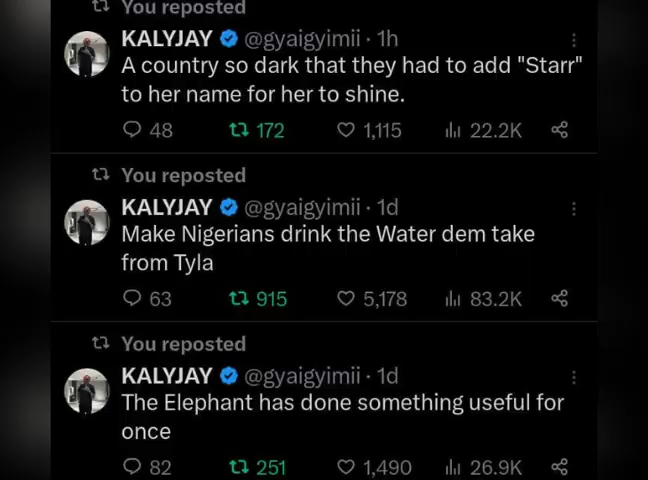 You reposted
KALYJAY @gyaigyimii · 1h
A country so dark that they had to add "Starr"
to her name for her to shine.
48 172 1,115 22.2K
You reposted
KALYJAY @gyaigyimii · 1d
Make Nigerians drink the Water dem take
from Tyla
63 915 5,178 83.2K
You reposted
KALYJAY @gyaigyimii · 1d
The Elephant has done something useful for
once
82 251 1,490 26.9K